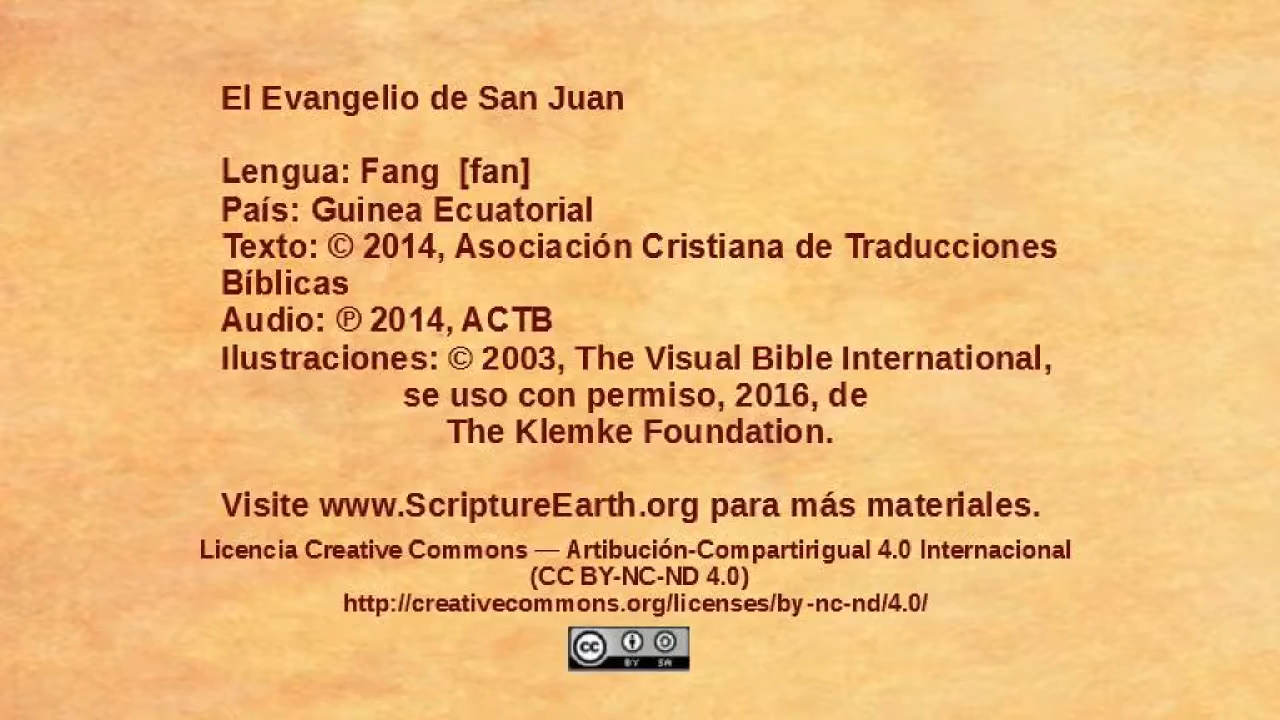 El Evangelio de San Juan
Lengua: Fang [fan]
País: Guinea Ecuatorial
Texto: © 2014, Asociación Cristiana de Traducciones
Bíblicas
Audio: ℗ 2014, ACTB
Ilustraciones: © 2003, The Visual Bible International,
se uso con permiso, 2016, de
The Klemke Foundation.
Visite www.ScriptureEarth.org para más materiales.
Licencia Creative Commons — Artibución-Compartirigual 4.0 Internacional
(CC BY-NC-ND 4.0)
http://creativecommons.org/licenses/by-nc-nd/4.0/
cc BY SA